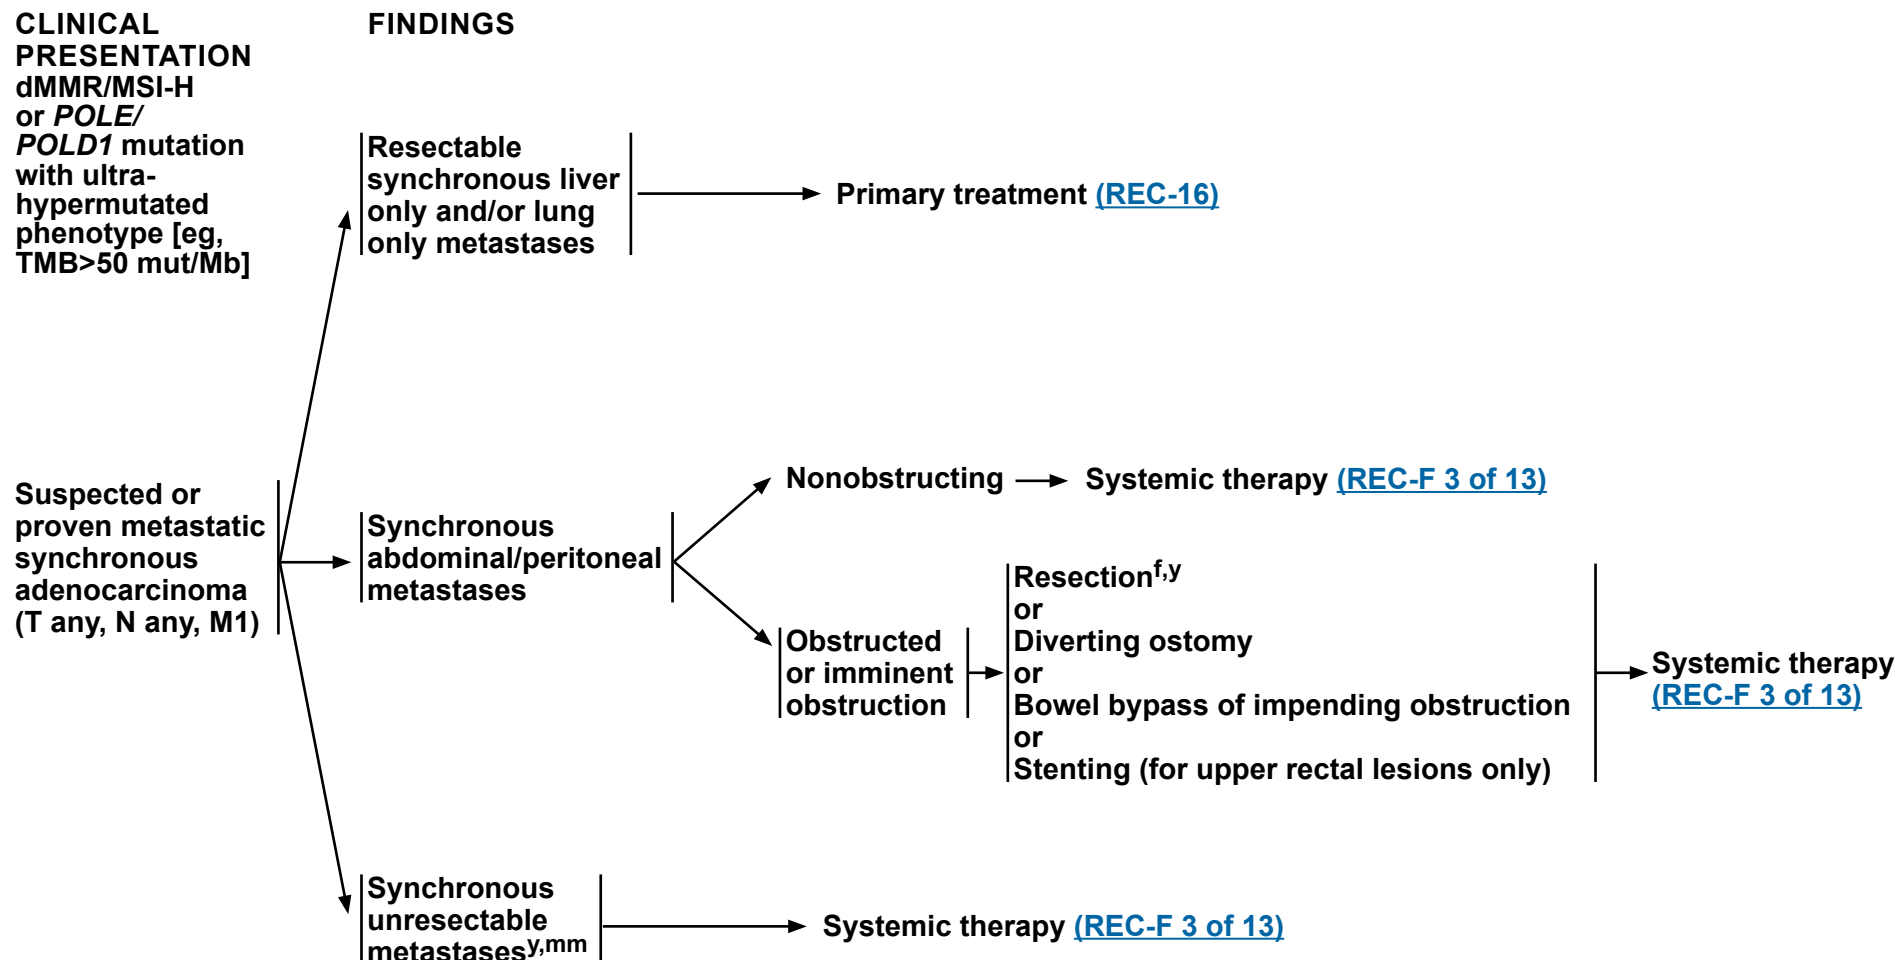 CLINICAL
PRESENTATION
dMMR/MSI-H
or POLE/
POLD1 mutation
with ultra-
hypermutated
phenotype [eg,
TMB>50 mut/Mb]
FINDINGS
Suspected or
proven metastatic
synchronous
adenocarcinoma
(T any, N any, M1)
Resectable
synchronous liver
only and/or lung
only metastases
Primary treatment (REC-16)
Synchronous
abdominal/peritoneal
metastases
Nonobstructing
Systemic therapy (REC-F 3 of 13)
Obstructed
or imminent
obstruction
Resectionf,y
or
Diverting ostomy
or
Bowel bypass of impending obstruction
or
Stenting (for upper rectal lesions only)
Systemic therapy
(REC-F 3 of 13)
Synchronous
unresectable
metastasesy,mm
Systemic therapy (REC-F 3 of 13)